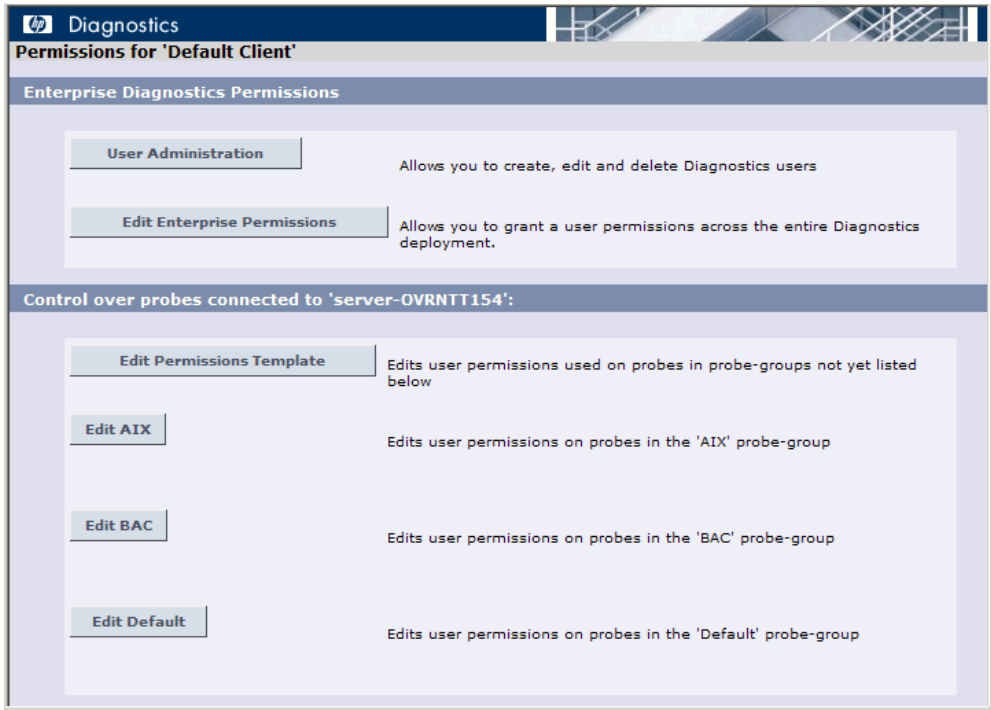 hp Diagnostics
Permissions for 'Default Client'
Enterprise Diagnostics Permissions
User Administration
Allows you to create, edit and delete Diagnostics users
Edit Enterprise Permissions
Allows you to grant a user permissions across the entire Diagnostics
deployment.
Control over probes connected to 'server-OVRNTT154':
Edit Permissions Template
Edits user permissions used on probes in probe-groups not yet listed
below
Edit AIX
Edits user permissions on probes in the 'AIX' probe-group
Edit BAC
Edits user permissions on probes in the 'BAC' probe-group
Edit Default
Edits user permissions on probes in the 'Default' probe-group